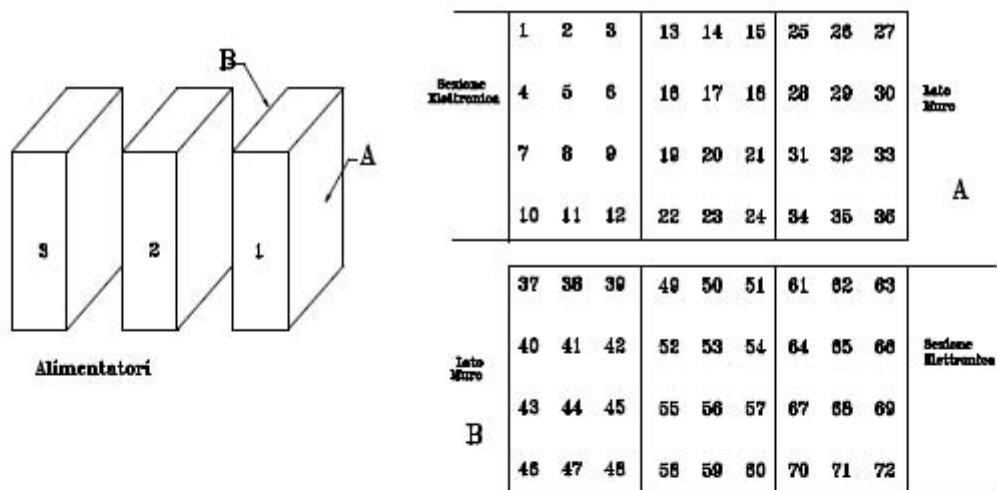 B
A
3 2 1
Alimentatori
1 2 3 13 14 15 25 26 27
Sezione
Elettronica
4 5 6 16 17 18 28 29 30
Lato
Muro
7 8 9 19 20 21 31 32 33
A
10 11 12 22 23 24 34 35 36
37 38 39 49 50 51 61 62 63
40 41 42 52 53 54 64 65 66
Lato
Muro
Sezione
Elettronica
43 44 45 55 56 57 67 68 69
B
46 47 48 58 59 60 70 71 72